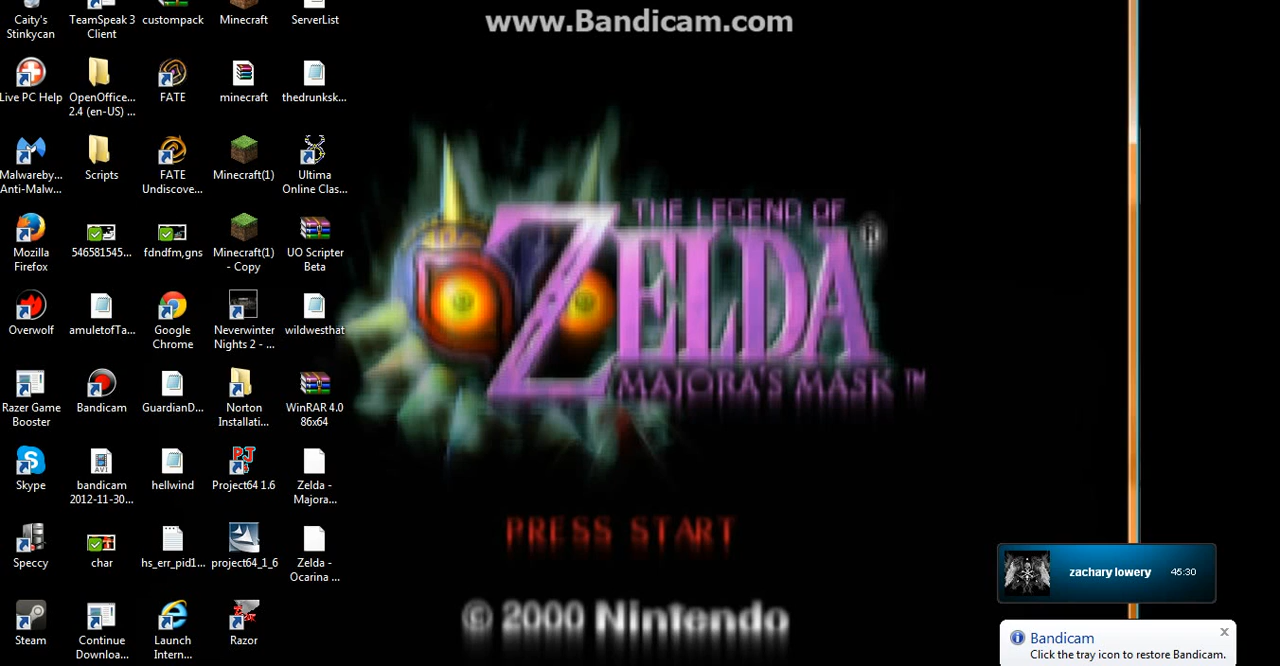 www.Bandicam.com
Caity's
Stinkycan
TeamSpeak 3
Client
custompack
Minecraft
ServerList
Live PC Help
OpenOffice...
2.4 (en-US) ...
FATE
minecraft
thedrunksk...
Malwareby...
Anti-Malw...
Scripts
FATE
Undiscove...
Minecraft(1)
Ultima
Online Clas...
Mozilla
Firefox
546581545...
fdndfm,gns
Minecraft(1)
- Copy
UO Scripter
Beta
Overwolf
amuletofTa...
Google
Chrome
Neverwinter
Nights 2 - ...
wildwesthat
Razer Game
Booster
Bandicam
GuardianD...
Norton
Installati...
WinRAR 4.0
86x64
Skype
bandicam
2012-11-30...
hellwind
Project64 1.6
Zelda -
Majora...
Speccy
char
hs_err_pid1...
project64_1_6
Zelda -
Ocarina ...
Steam
Continue
Downloa...
Launch
Intern...
Razor
THE LEGEND OF
ZELDA®
MAJORA'S MASK™
PRESS START
© 2000 Nintendo
zachary lowery 45:30
Bandicam
Click the tray icon to restore Bandicam.